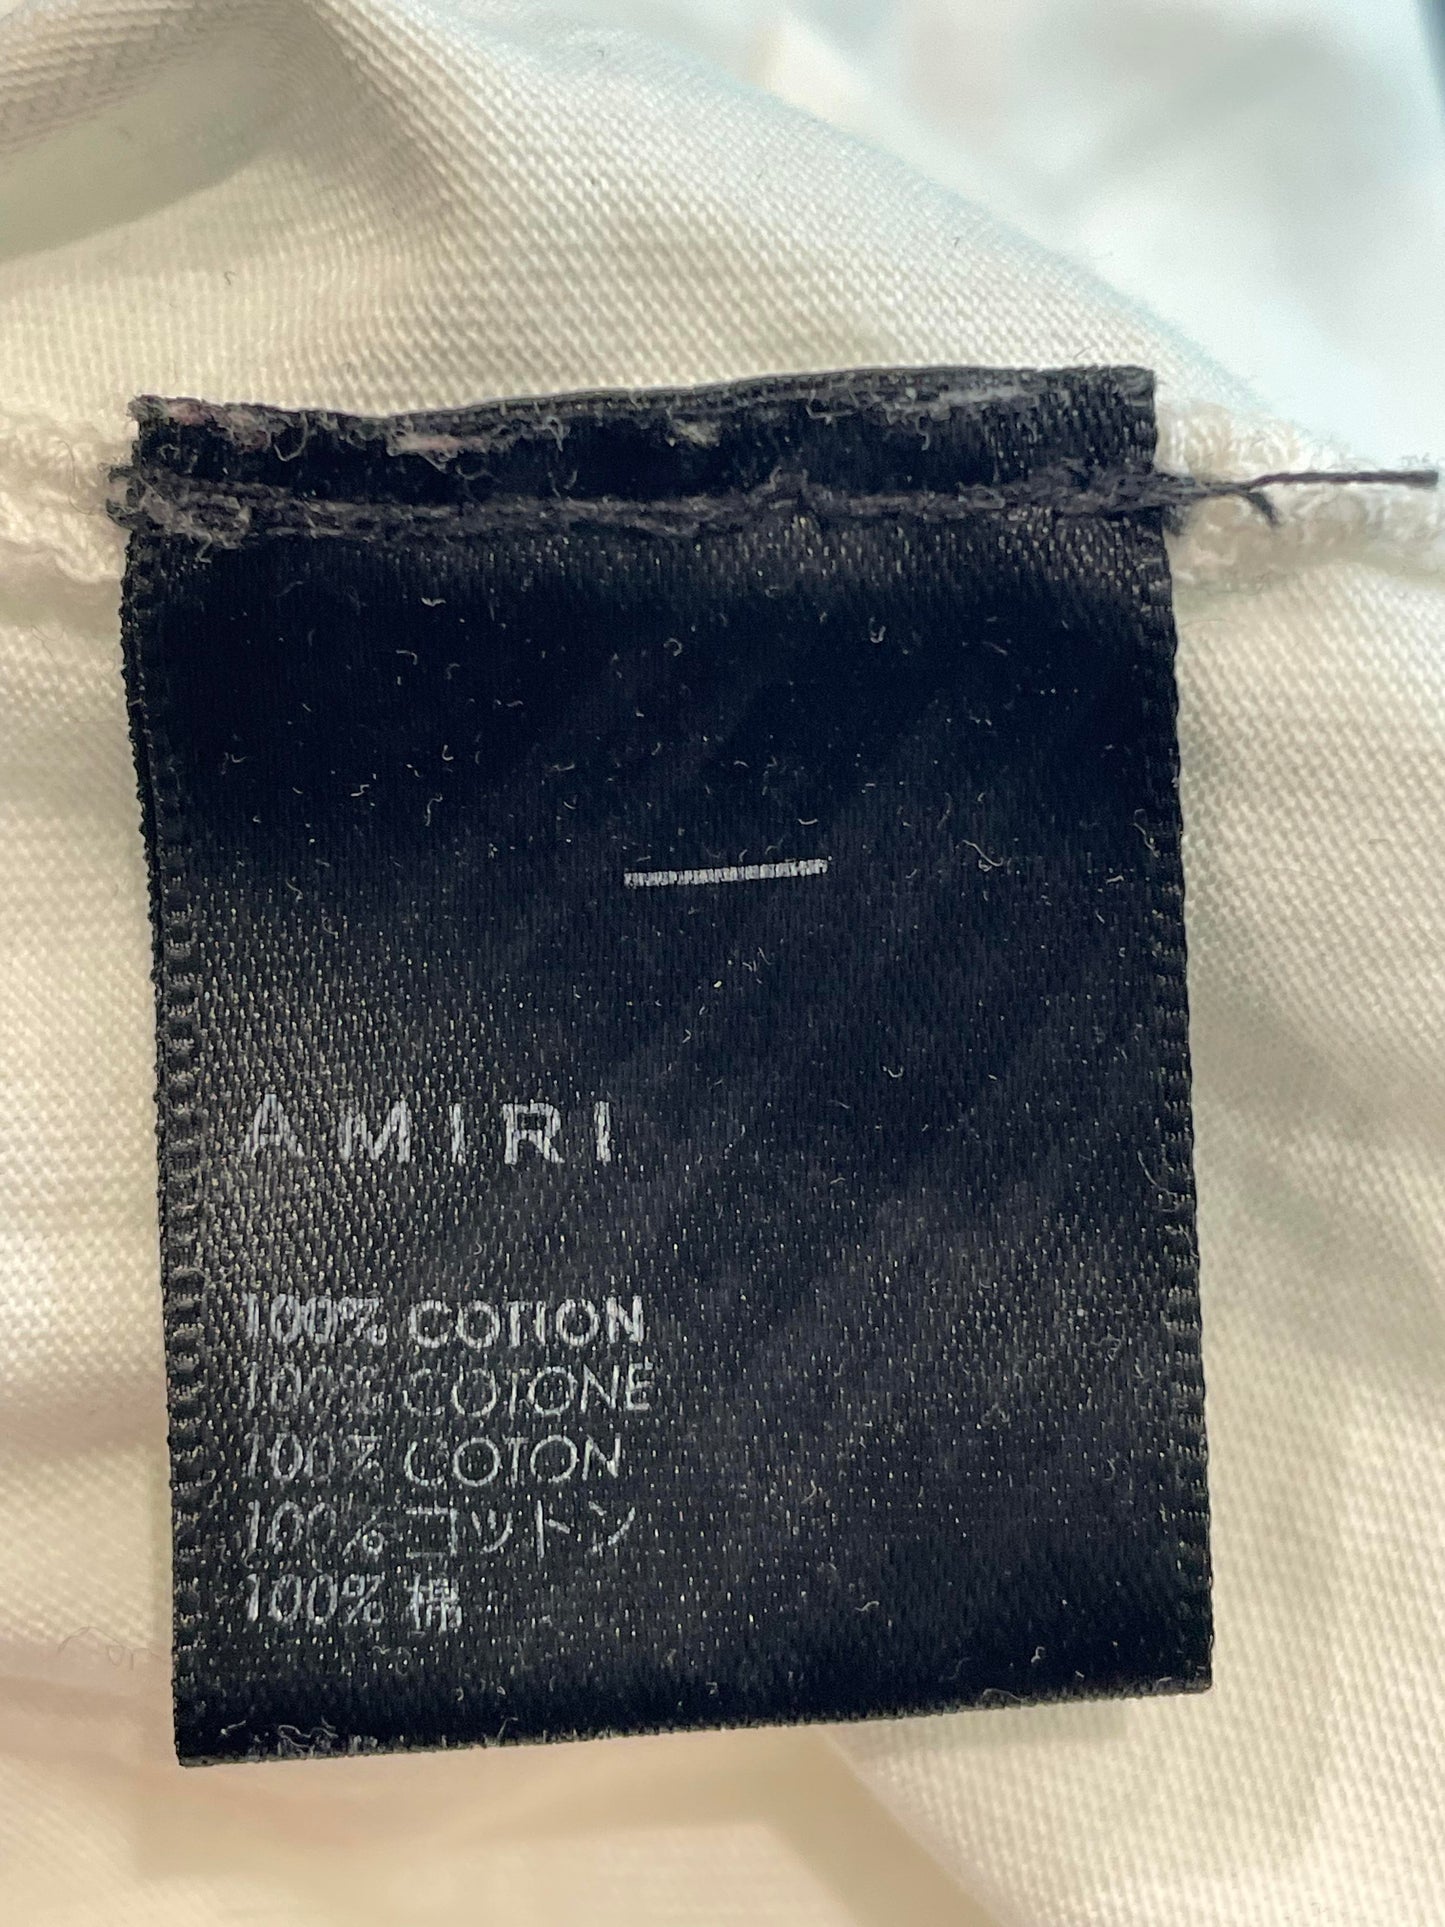 AMIRI
100% COTTON
100% COTONE
100% COTON
100% コットン
100% 棉